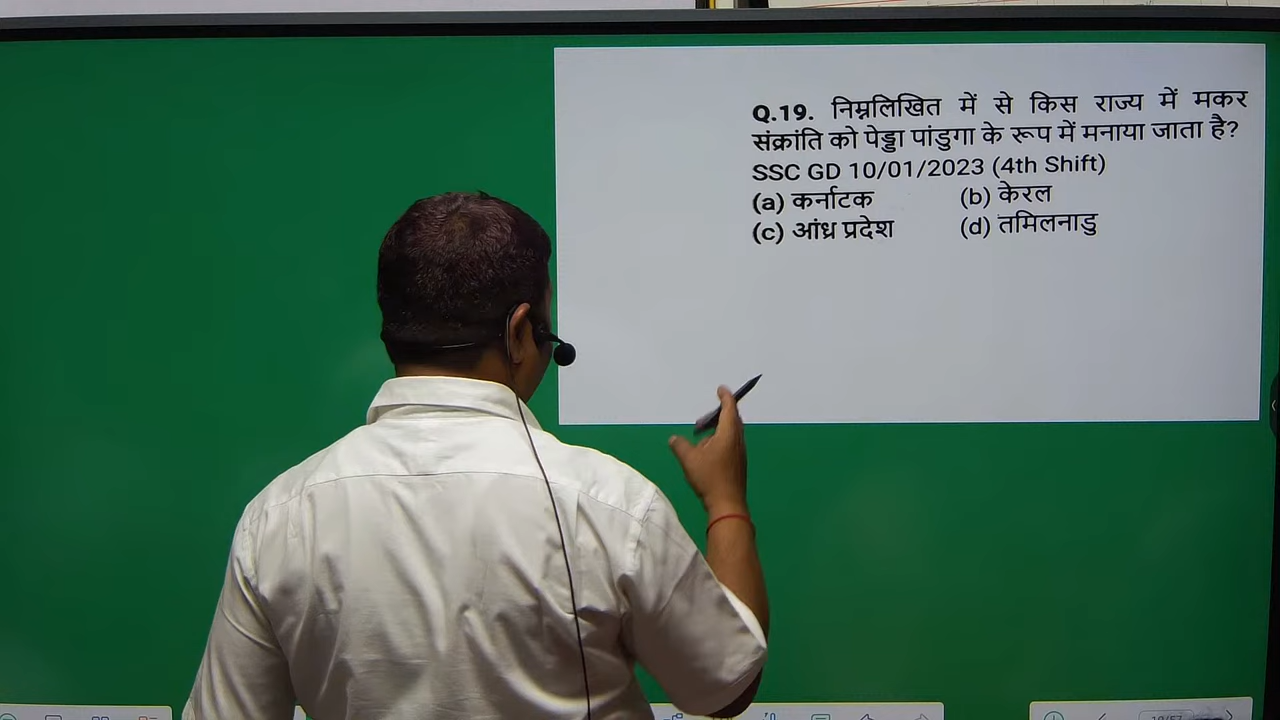 Q.19. निम्नलिखित में से किस राज्य में मकर
संक्रांति को पेड्डा पांडुगा के रूप में मनाया जाता है?
SSC GD 10/01/2023 (4th Shift)
(a) कर्नाटक (b) केरल
(c) आंध्र प्रदेश (d) तमिलनाडु